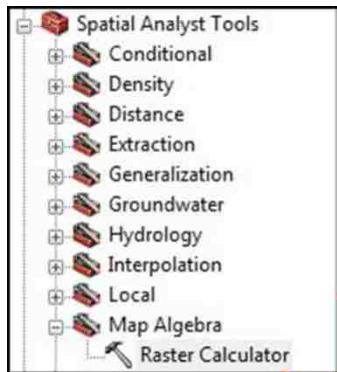 Spatial Analyst Tools
Conditional
Density
Distance
Extraction
Generalization
Groundwater
Hydrology
Interpolation
Local
Map Algebra
Raster Calculator